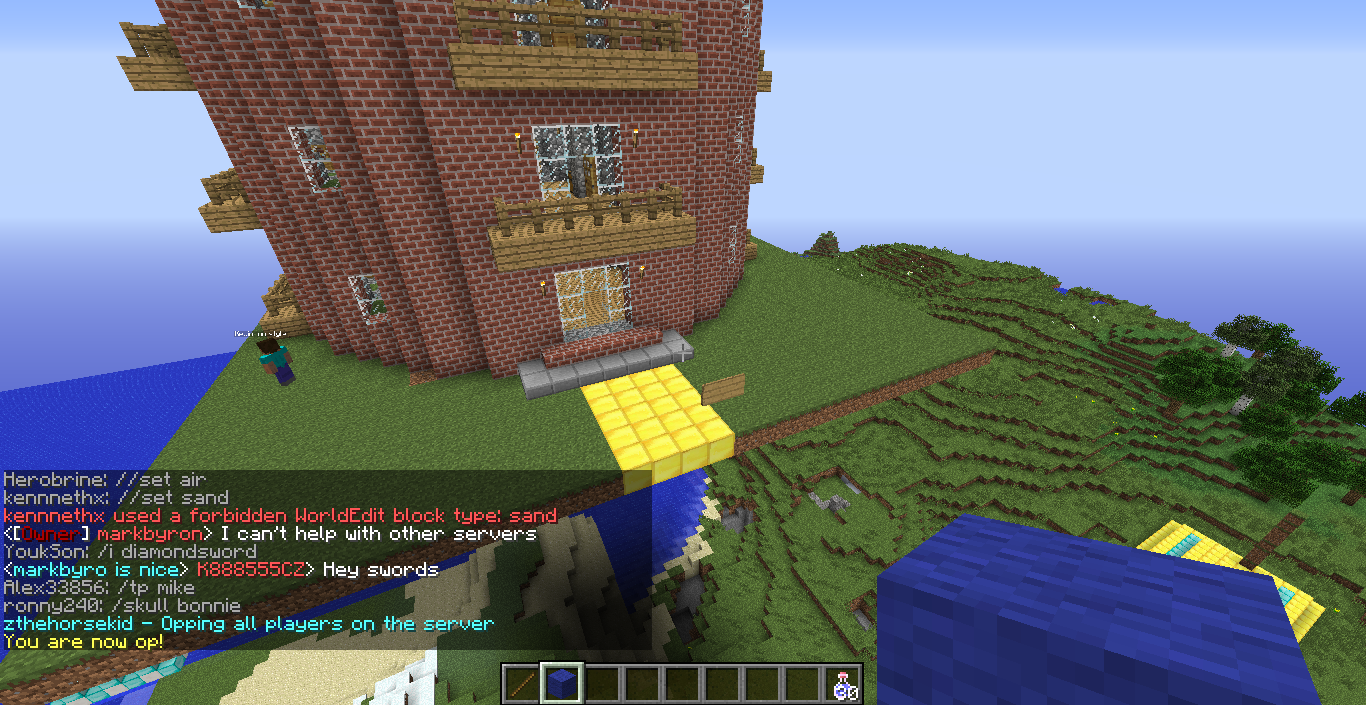 Herobrine: //set air
kennnethx: //set sand
kennnethx used a forbidden WorldEdit block type: sand
<[Owner] markbyron> I can't help with other servers
Youk5on: /i diamondsword
<markbyro is nice> K888555CZ> Hey swords
Alex33856: /tp mike
ronny240: /skull bonnie
zthehorsekid - Opping all players on the server
You are now op!